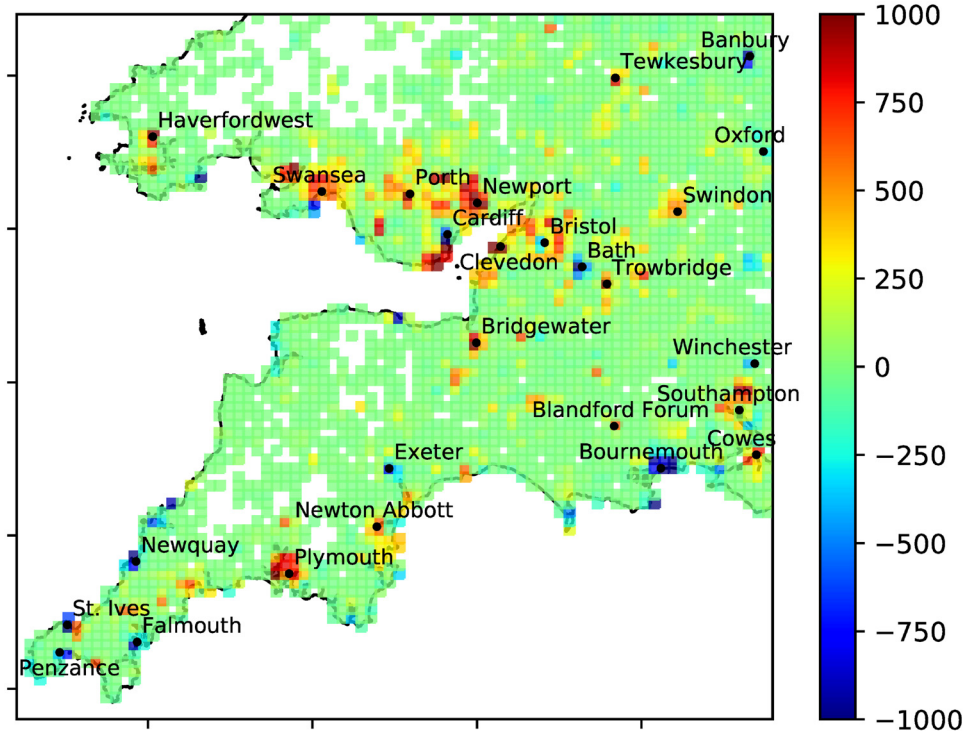 1000
Banbury
Tewkesbury
750
Haverfordwest
Oxford
500
Swansea
Porth
Newport
Swindon
Cardiff
Bristol
250
Clevedon
Bath
Trowbridge
Bridgewater
0
Winchester
Southampton
Blandford Forum
−250
Exeter
Bournemouth
Cowes
Newton Abbott
−500
Newquay
Plymouth
St. Ives
Falmouth
−750
Penzance
−1000